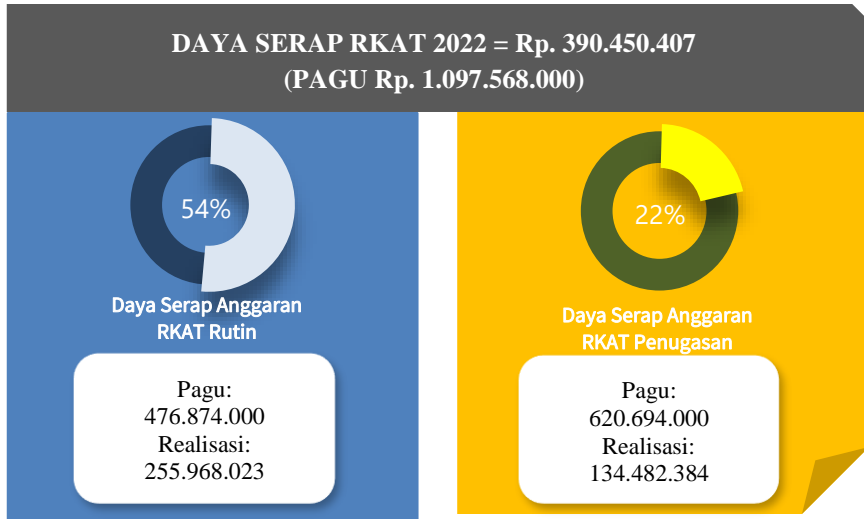 DAYA SERAP RKAT 2022 = Rp. 390.450.407
(PAGU Rp. 1.097.568.000)
54%
Daya Serap Anggaran
RKAT Rutin
Pagu:
476.874.000
Realisasi:
255.968.023
22%
Daya Serap Anggaran
RKAT Penugasan
Pagu:
620.694.000
Realisasi:
134.482.384